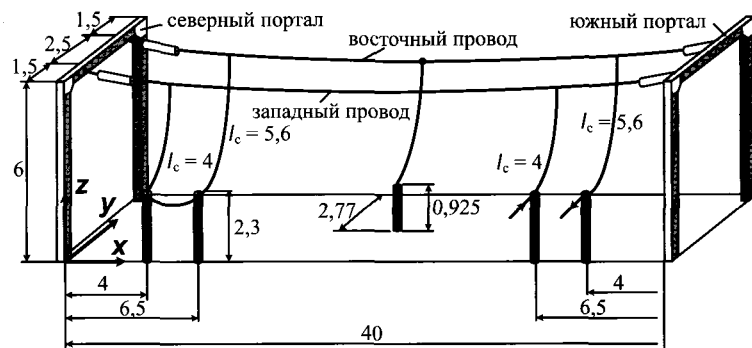 1,5
северный портал
южный портал
2,5
восточный провод
1,5
западный провод
6
l_c = 4
l_c = 5,6
l_c = 4
l_c = 5,6
z
y
x
2,3
2,77
0,925
4
4
6,5
6,5
40